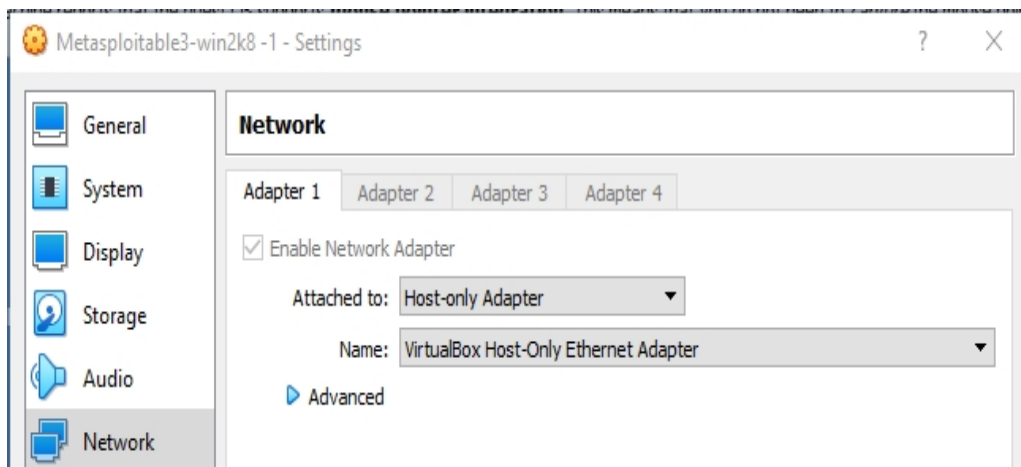 Metasploitable3-win2k8 -1 - Settings ? X
General
System
Display
Storage
Audio
Network
Network
Adapter 1 Adapter 2 Adapter 3 Adapter 4
Enable Network Adapter
Attached to: Host-only Adapter
Name: VirtualBox Host-Only Ethernet Adapter
Advanced